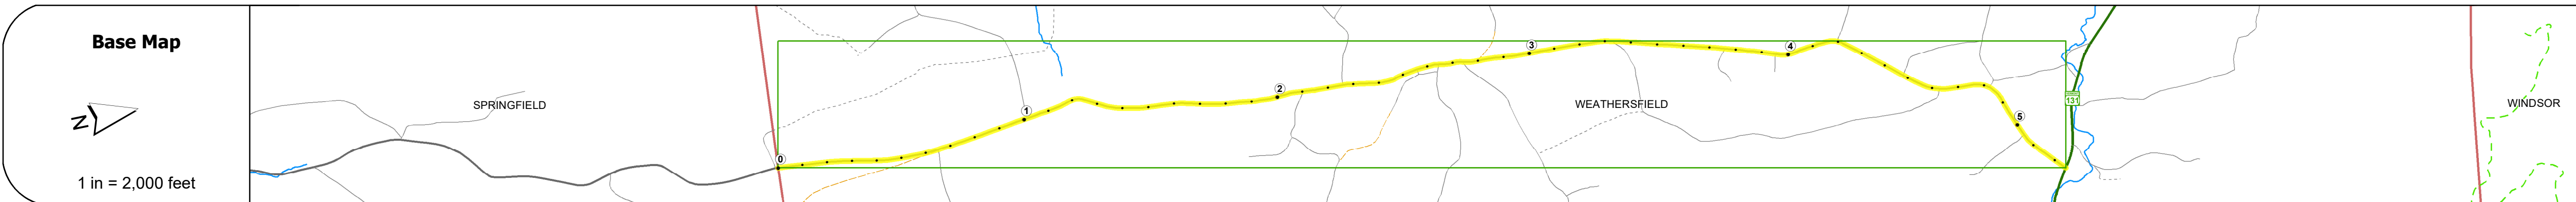 Base Map
N
1 in = 2,000 feet
SPRINGFIELD
0
1
2
3
4
5
WEATHERSFIELD
131
WINDSOR